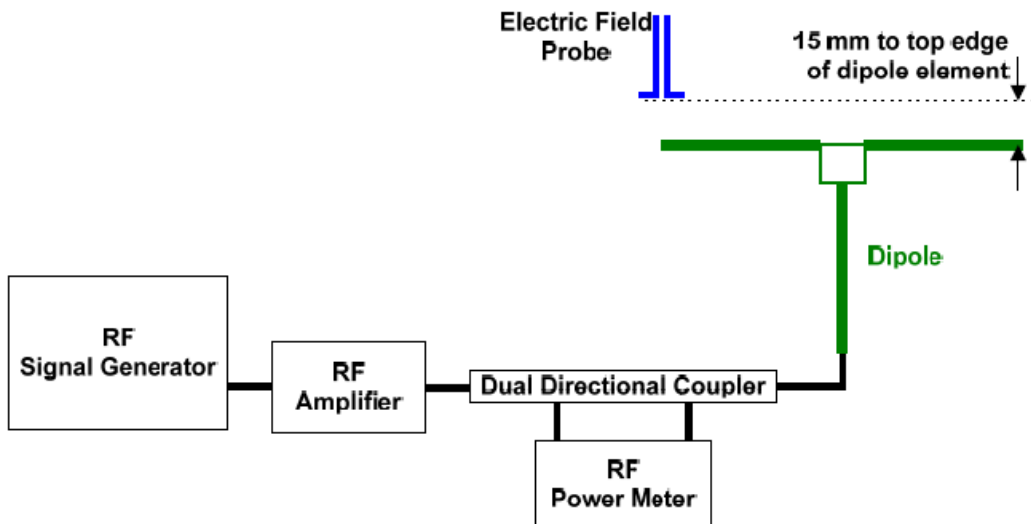 Electric Field
Probe
15 mm to top edge
of dipole element
Dipole
RF
Signal Generator
RF
Amplifier
Dual Directional Coupler
RF
Power Meter